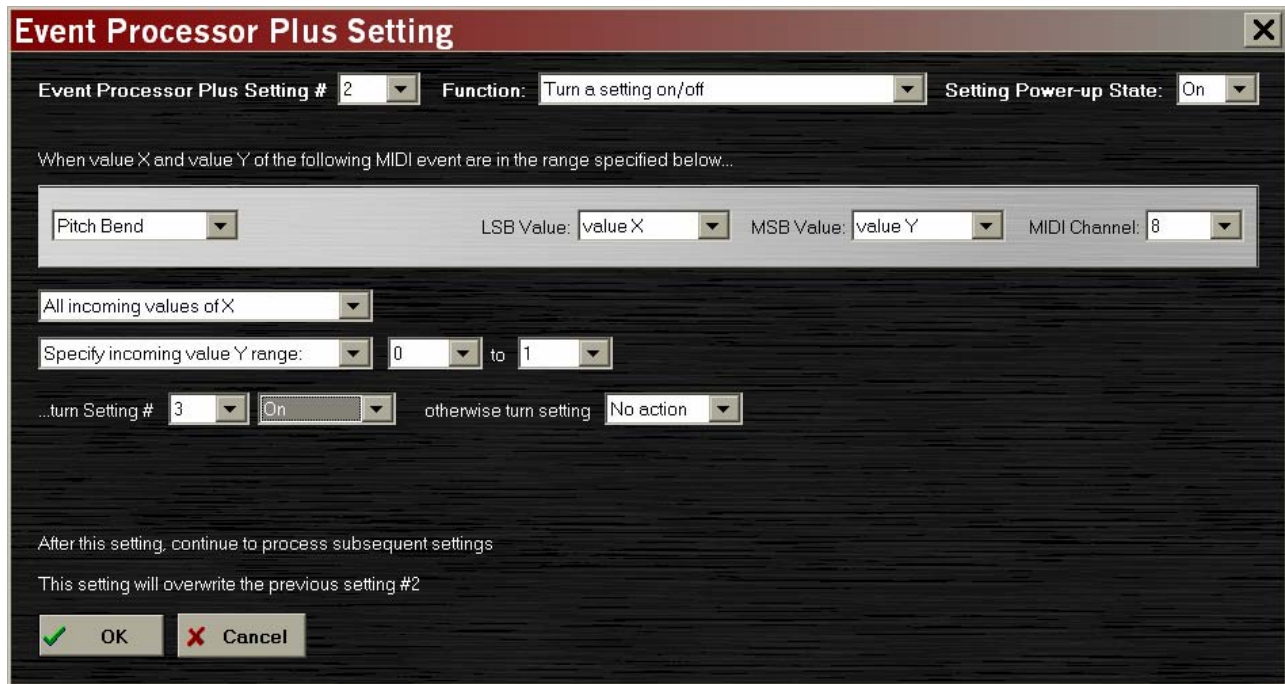 Event Processor Plus Setting
Event Processor Plus Setting # 2 Function: Turn a setting on/off Setting Power-up State: On
When value X and value Y of the following MIDI event are in the range specified below...
Pitch Bend LSB Value: value X MSB Value: value Y MIDI Channel: 8
All incoming values of X
Specify incoming value Y range: 0 to 1
...turn Setting # 3 On otherwise turn setting No action
After this setting, continue to process subsequent settings
This setting will overwrite the previous setting #2
OK Cancel